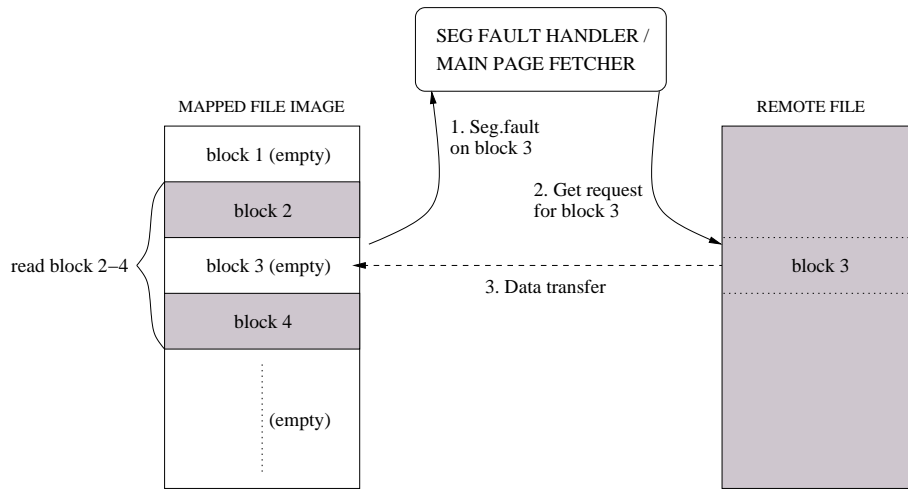 SEG FAULT HANDLER /
MAIN PAGE FETCHER
MAPPED FILE IMAGE
REMOTE FILE
1. Seg.fault
on block 3
block 1 (empty)
2. Get request
for block 3
block 2
read block 2−4
block 3 (empty)
block 3
3. Data transfer
block 4
(empty)